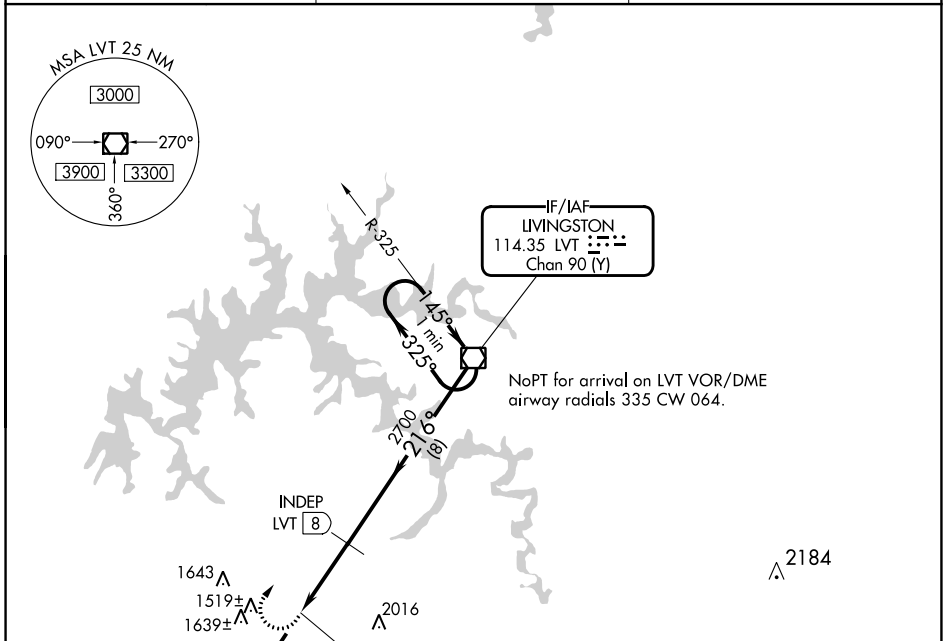 MSA LVT 25 NM
3000
090°
270°
3900
3300
360°
R-325
IF/IAF
LIVINGSTON
114.35 LVT
Chan 90 (Y)
145°
1 min
325°
NoPT for arrival on LVT VOR/DME
airway radials 335 CW 064.
2700
216°
(8)
INDEP
LVT 8
2184
1643
1519±
1639±
2016